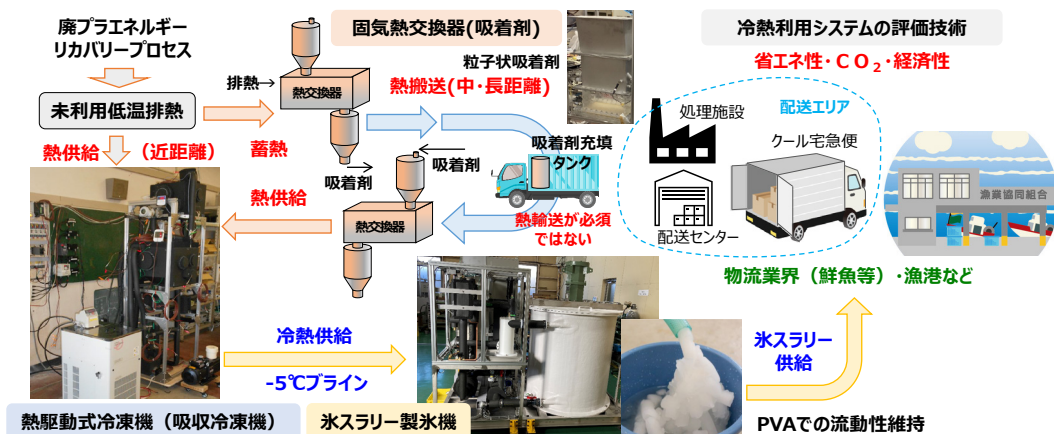 廃プラエネルギー
リカバリープロセス
未利用低温排熱
熱供給 （近距離）
蓄熱
固気熱交換器(吸着剤)
粒子状吸着剤
排熱→
熱交換器
熱搬送(中・長距離)
吸着剤
吸着剤
吸着剤充填
タンク
熱供給
熱交換器
熱輸送が必須
ではない
冷熱利用システムの評価技術
省エネ性・ＣＯ₂・経済性
配送エリア
処理施設
クール宅急便
配送センター
漁業協同組合
物流業界（鮮魚等）・漁港など
冷熱供給
-5℃ブライン
氷スラリー
供給
熱駆動式冷凍機（吸収冷凍機）
氷スラリー製氷機
PVAでの流動性維持